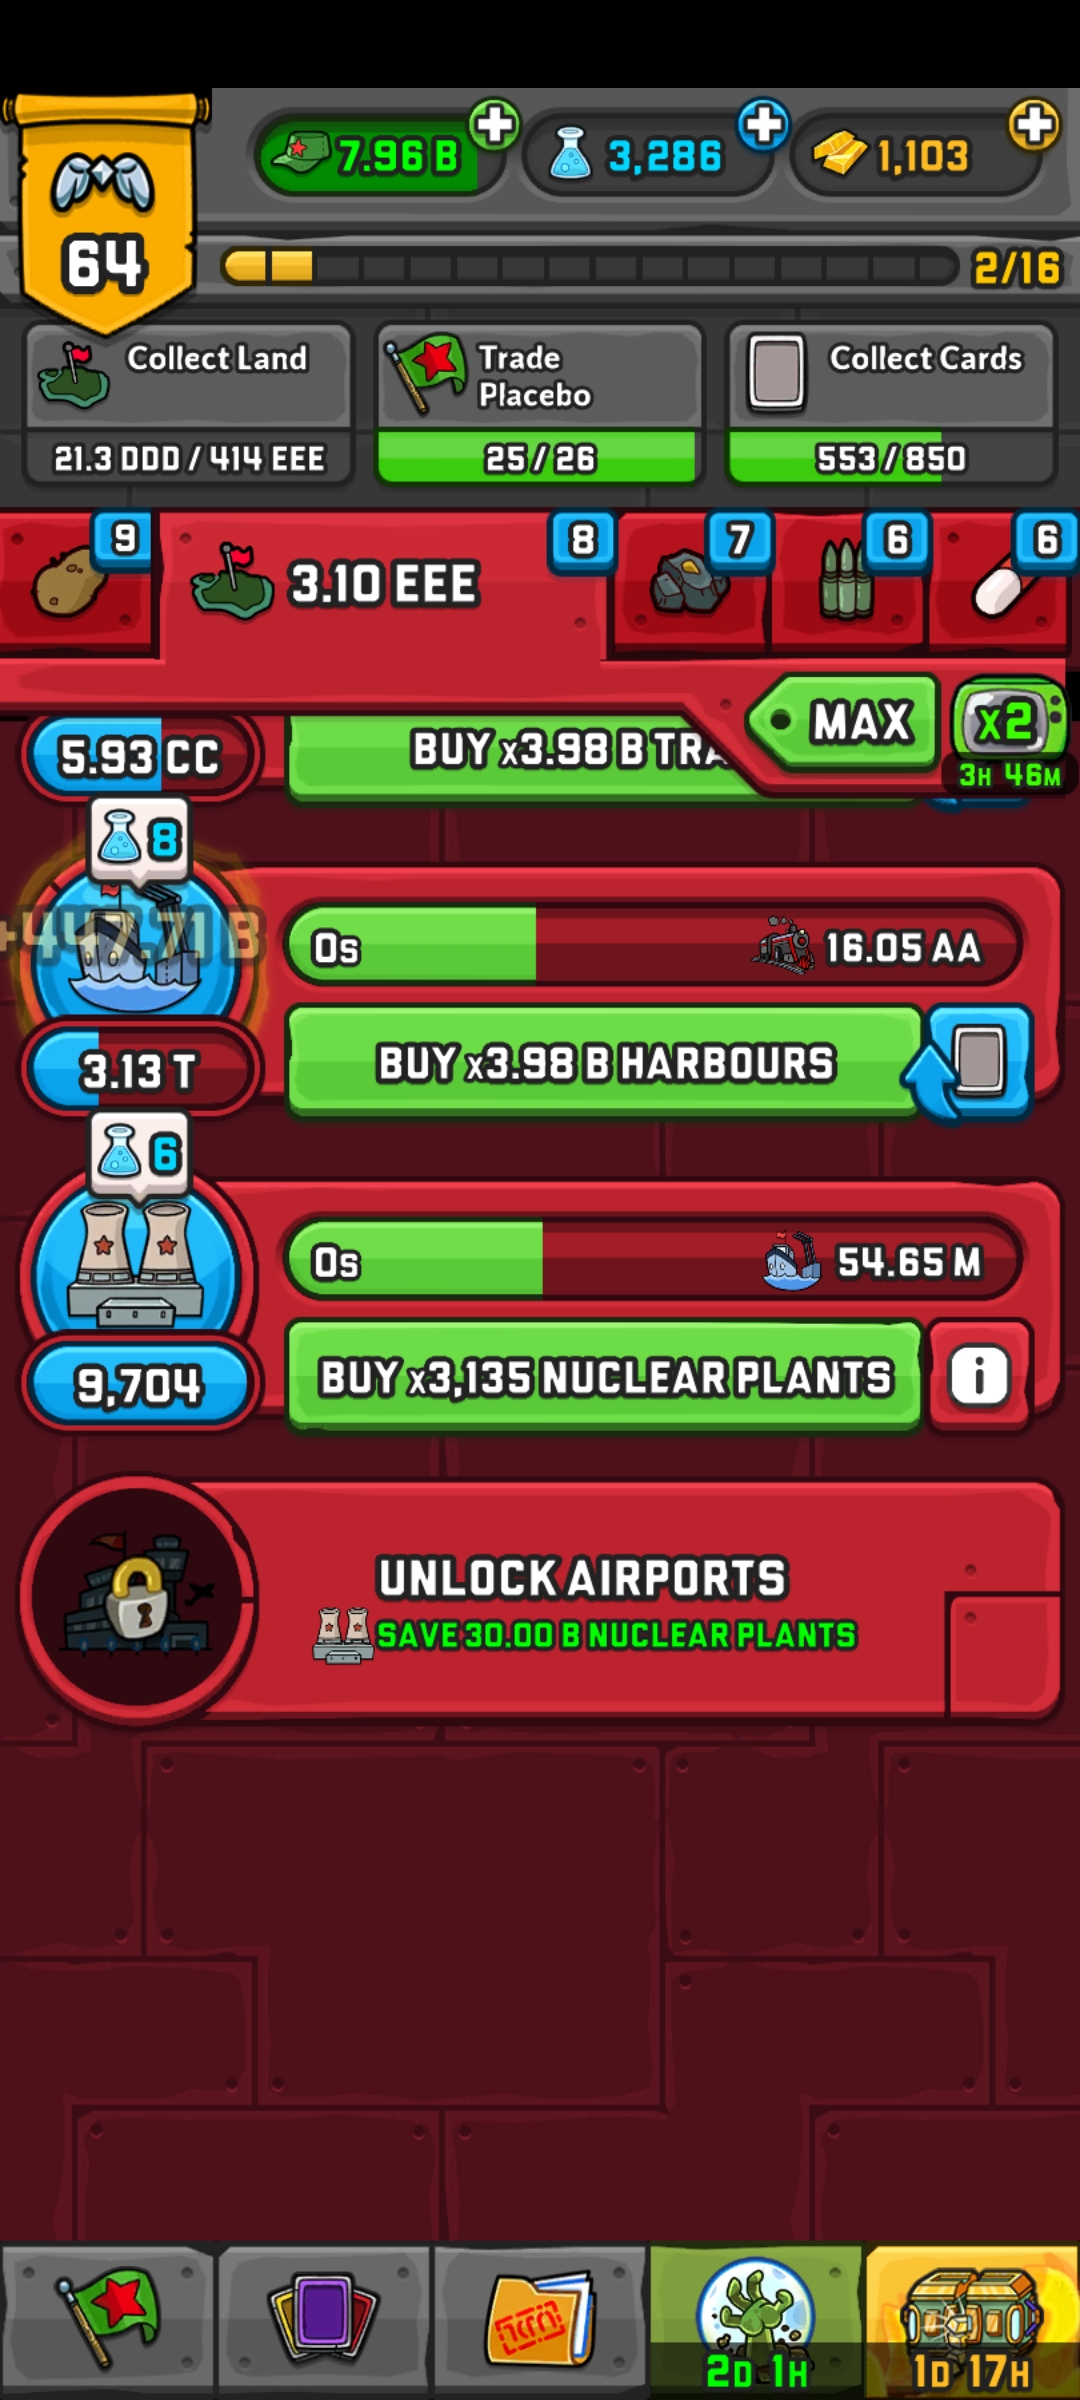 64
7.96 B
3,286
1,103
2/16
Collect Land
21.3 DDD / 414 EEE
Trade
Placebo
25 / 26
Collect Cards
553 / 850
9
3.10 EEE
8
7
6
6
MAX
x2
3H 46M
5.93 CC
BUY x3.98 B TRA
8
+447.71 B
0s
16.05 AA
3.13 T
BUY x3.98 B HARBOURS
6
0s
54.65 M
9,704
BUY x3,135 NUCLEAR PLANTS
i
UNLOCK AIRPORTS
SAVE 30.00 B NUCLEAR PLANTS
2D 1H
1D 17H